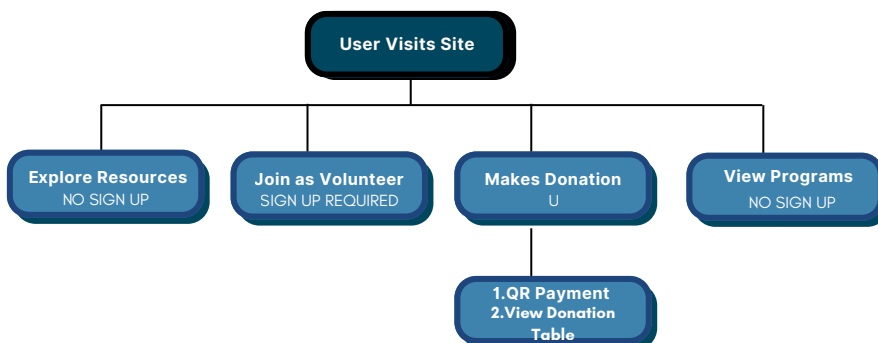 User Visits Site
Explore Resources
NO SIGN UP
Join as Volunteer
SIGN UP REQUIRED
Makes Donation
U
View Programs
NO SIGN UP
1.QR Payment
2.View Donation
Table